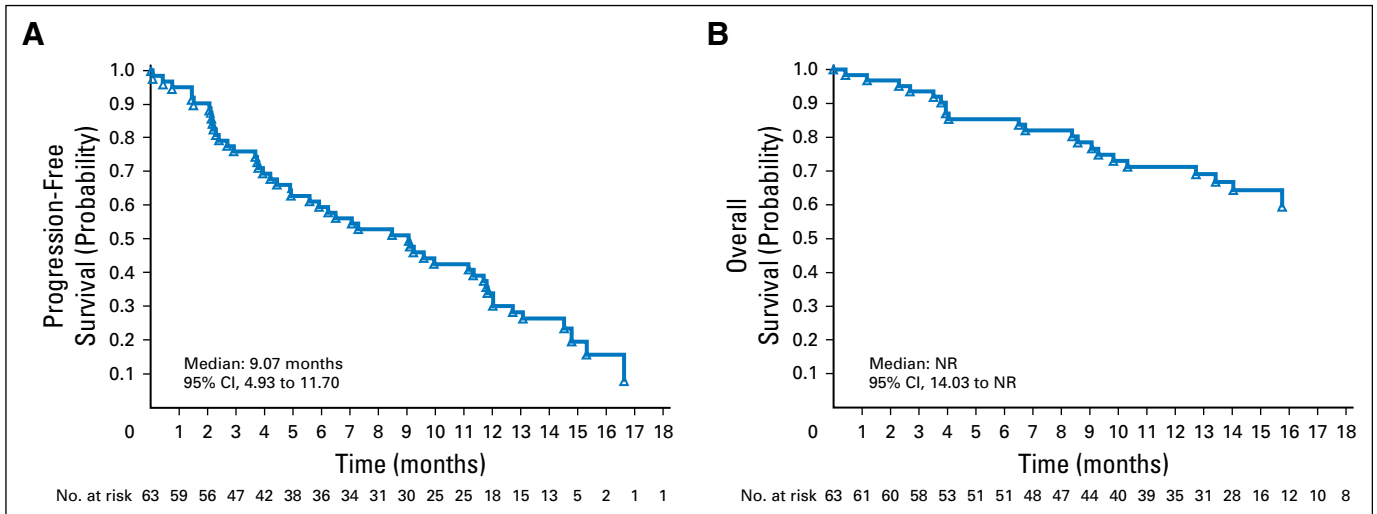 A
Progression-Free
Survival (Probability)
1.0
0.9
0.8
0.7
0.6
0.5
0.4
0.3
0.2
0.1
Median: 9.07 months
95% CI, 4.93 to 11.70
0 1 2 3 4 5 6 7 8 9 10 11 12 13 14 15 16 17 18
Time (months)
No. at risk 63 59 56 47 42 38 36 34 31 30 25 25 18 15 13 5 2 1 1
B
Overall
Survival (Probability)
1.0
0.9
0.8
0.7
0.6
0.5
0.4
0.3
0.2
0.1
Median: NR
95% CI, 14.03 to NR
0 1 2 3 4 5 6 7 8 9 10 11 12 13 14 15 16 17 18
Time (months)
No. at risk 63 61 60 58 53 51 51 48 47 44 40 39 35 31 28 16 12 10 8